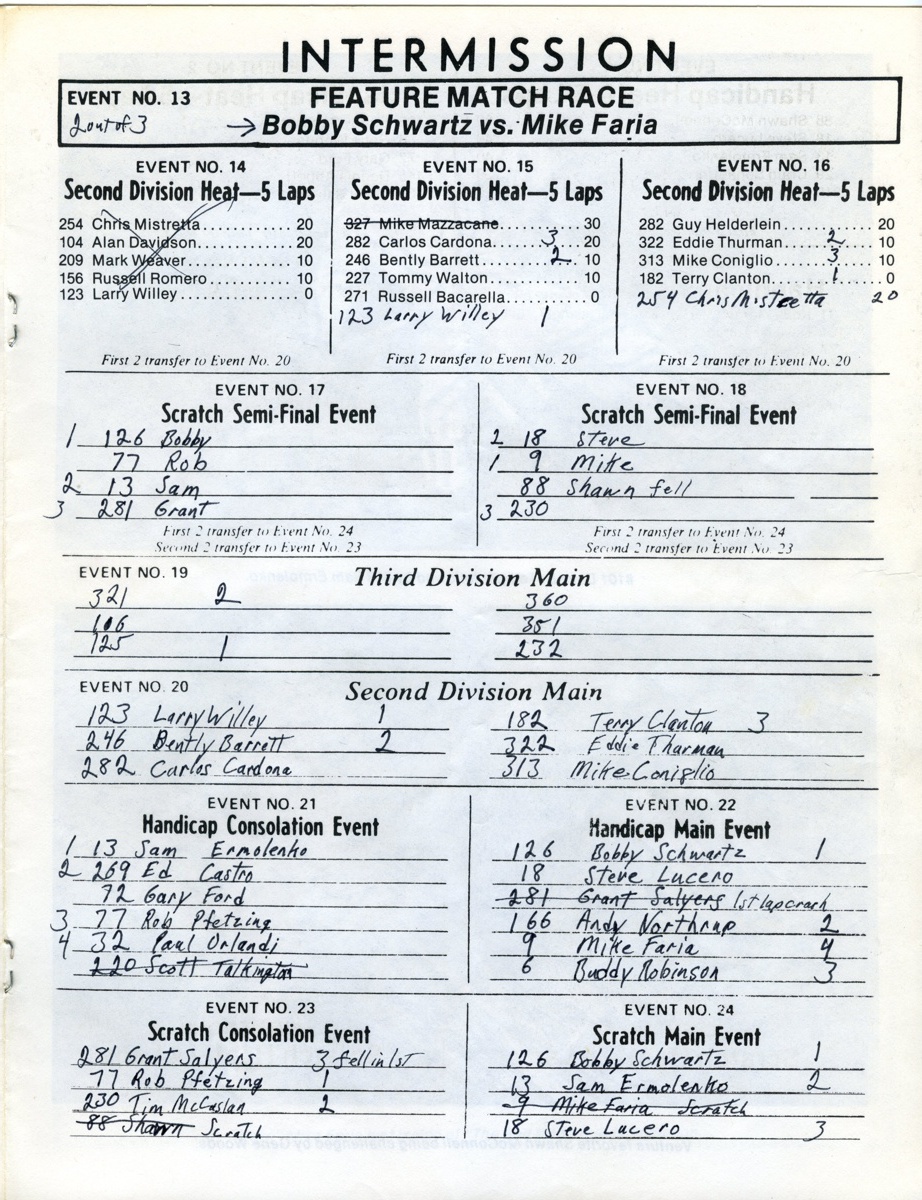 INTERMISSION
EVENT NO. 13 FEATURE MATCH RACE
2 out of 3 → Bobby Schwartz vs. Mike Faria
EVENT NO. 14
Second Division Heat—5 Laps
254 Chris Mistretta 20
104 Alan Davidson 20
209 Mark Weaver 10
156 Russell Romero 10
123 Larry Willey 0
First 2 transfer to Event No. 20
EVENT NO. 15
Second Division Heat—5 Laps
327 Mike Mazzacane 30
282 Carlos Cardona 3 20
246 Bently Barrett 2 10
227 Tommy Walton 10
271 Russell Bacarella 0
123 Larry Willey 1
First 2 transfer to Event No. 20
EVENT NO. 16
Second Division Heat—5 Laps
282 Guy Helderlein 20
322 Eddie Thurman 2 10
313 Mike Coniglio 3 10
182 Terry Clanton 1 0
254 Chris Mistretta 20
First 2 transfer to Event No. 20
EVENT NO. 17
Scratch Semi-Final Event
1 126 Bobby
77 Rob
2 13 Sam
3 281 Grant
First 2 transfer to Event No. 24
Second 2 transfer to Event No. 23
EVENT NO. 18
Scratch Semi-Final Event
2 18 Steve
1 9 Mike
88 Shawn fell
3 230
First 2 transfer to Event No. 24
Second 2 transfer to Event No. 23
EVENT NO. 19 Third Division Main
321 2 360
106 351
125 1 232
EVENT NO. 20 Second Division Main
123 Larry Willey 1 182 Terry Clanton 3
246 Bently Barrett 2 322 Eddie Tharman
282 Carlos Cardona 313 Mike Coniglio
EVENT NO. 21
Handicap Consolation Event
1 13 Sam Ermolenko
2 269 Ed Castro
72 Gary Ford
3 77 Rob Pfetzing
4 32 Paul Orlandi
220 Scott Talkington
EVENT NO. 22
Handicap Main Event
126 Bobby Schwartz 1
18 Steve Lucero
281 Grant Salyers 1st lap crash
166 Andy Northrup 2
9 Mike Faria 4
6 Buddy Robinson 3
EVENT NO. 23
Scratch Consolation Event
281 Grant Salyers 3 fell in 1st
77 Rob Pfetzing 1
230 Tim McCaslan 2
88 Shawn Scratch
EVENT NO. 24
Scratch Main Event
126 Bobby Schwartz 1
13 Sam Ermolenko 2
9 Mike Faria Scratch
18 Steve Lucero 3